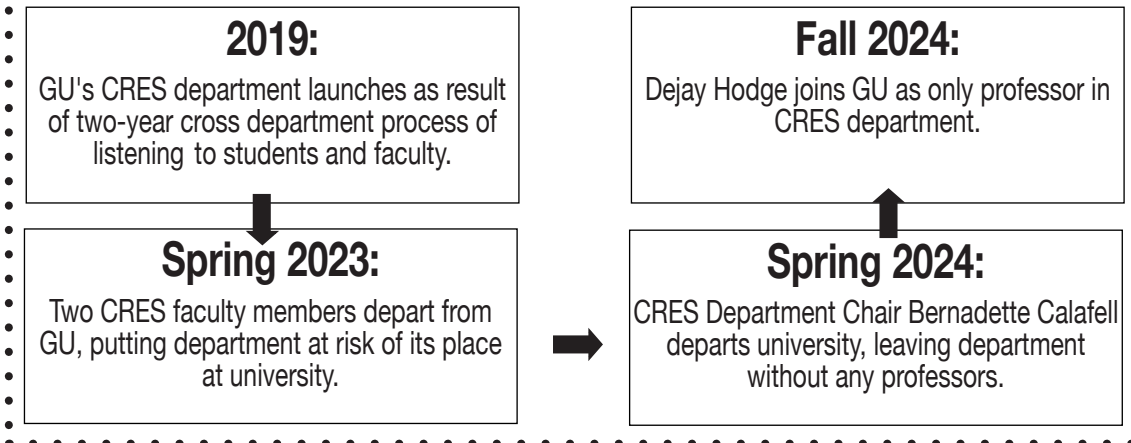 2019:
GU's CRES department launches as result
of two-year cross department process of
listening to students and faculty.
Spring 2023:
Two CRES faculty members depart from
GU, putting department at risk of its place
at university.
Spring 2024:
CRES Department Chair Bernadette Calafell
departs university, leaving department
without any professors.
Fall 2024:
Dejay Hodge joins GU as only professor in
CRES department.